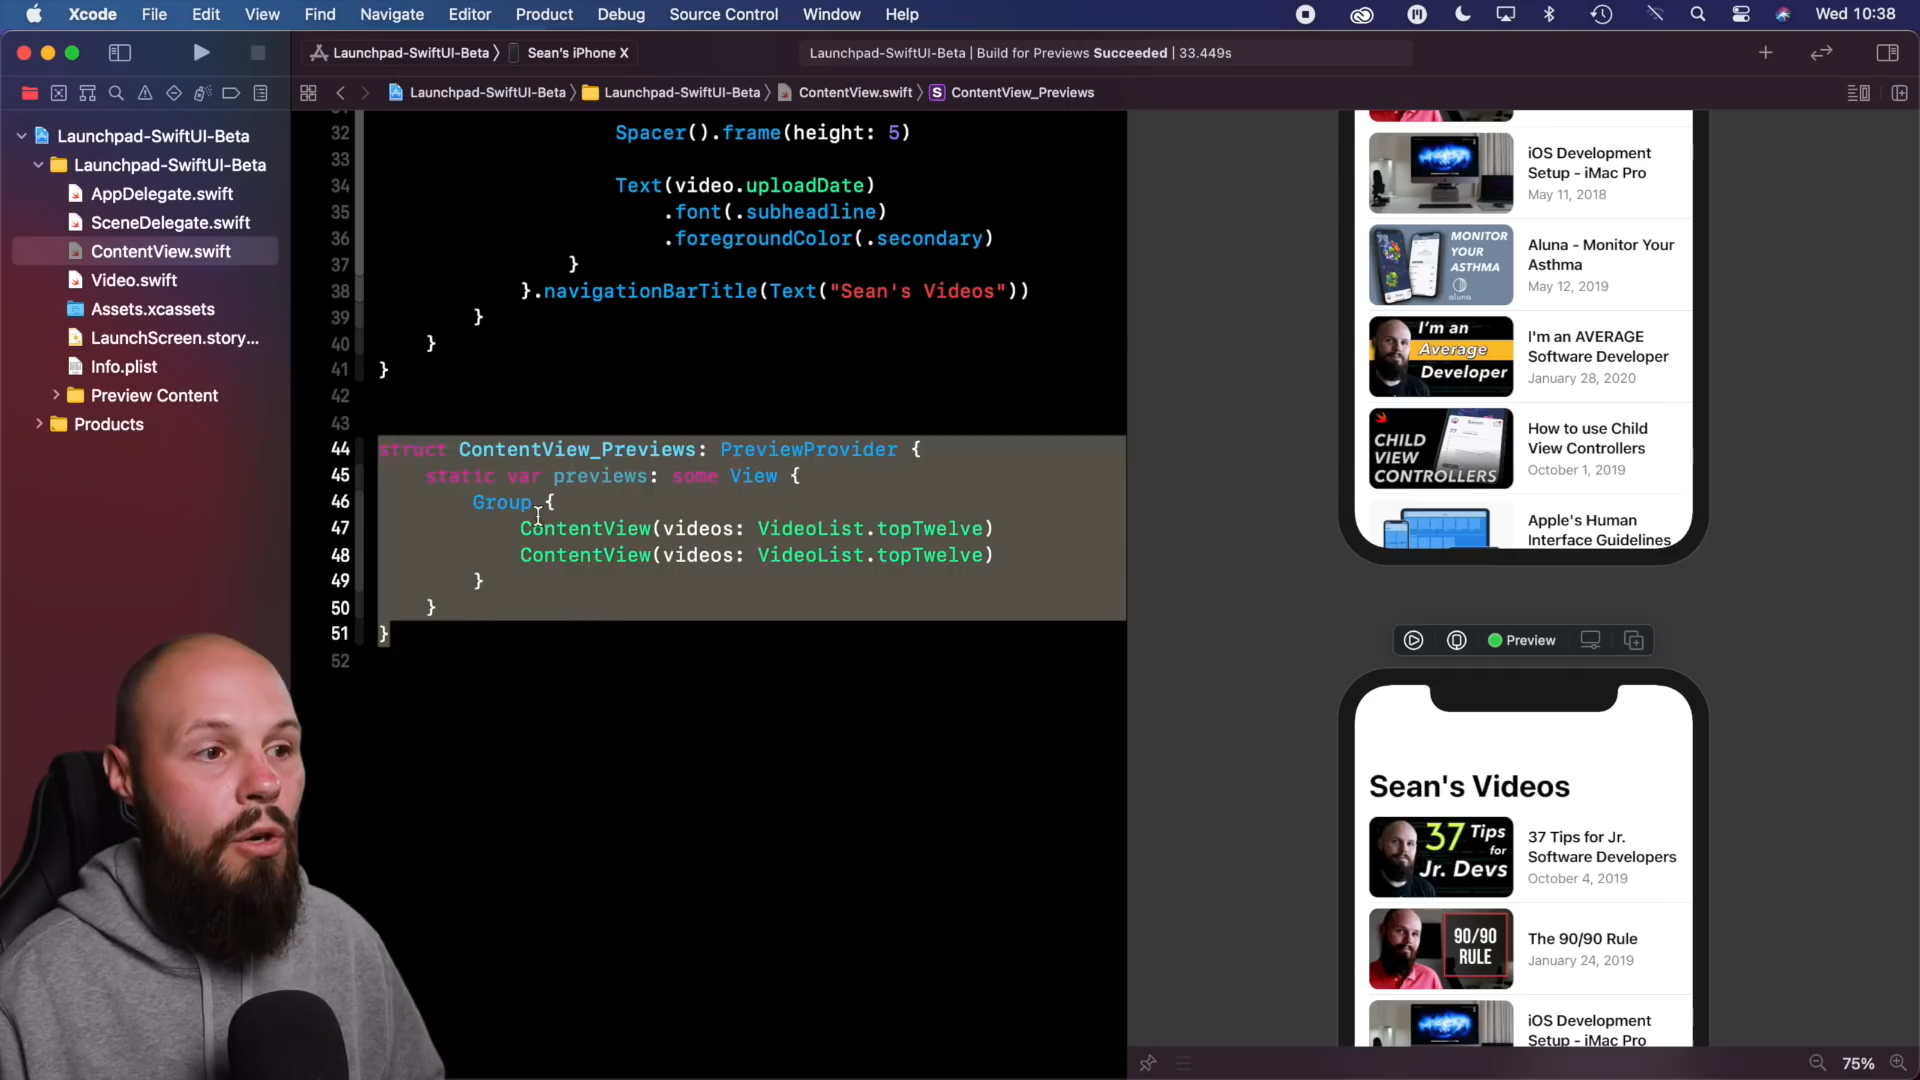 Xcode File Edit View Find Navigate Editor Product Debug Source Control Window Help
Wed 10:38
Launchpad-SwiftUI-Beta 〉 Sean's iPhone X
Launchpad-SwiftUI-Beta | Build for Previews Succeeded | 33.449s
Launchpad-SwiftUI-Beta 〉 Launchpad-SwiftUI-Beta 〉 ContentView.swift 〉 S ContentView_Previews
Launchpad-SwiftUI-Beta
Launchpad-SwiftUI-Beta
AppDelegate.swift
SceneDelegate.swift
ContentView.swift
Video.swift
Assets.xcassets
LaunchScreen.story...
Info.plist
Preview Content
Products
32 Spacer().frame(height: 5)
33
34 Text(video.uploadDate)
35 .font(.subheadline)
36 .foregroundColor(.secondary)
37 }
38 }.navigationBarTitle(Text("Sean's Videos"))
39 }
40 }
41 }
42
43
44 struct ContentView_Previews: PreviewProvider {
45 static var previews: some View {
46 Group {
47 ContentView(videos: VideoList.topTwelve)
48 ContentView(videos: VideoList.topTwelve)
49 }
50 }
51 }
52
iOS Development
Setup - iMac Pro
May 11, 2018
MONITOR
YOUR
ASTHMA
aluna
Aluna - Monitor Your
Asthma
May 12, 2019
I'm an
Average
Developer
I'm an AVERAGE
Software Developer
January 28, 2020
CHILD
VIEW
CONTROLLERS
How to use Child
View Controllers
October 1, 2019
Apple's Human
Interface Guidelines
Preview
Sean's Videos
37 Tips
for
Jr. Devs
37 Tips for Jr.
Software Developers
October 4, 2019
90/90
RULE
The 90/90 Rule
January 24, 2019
iOS Development
Setup - iMac Pro
75%